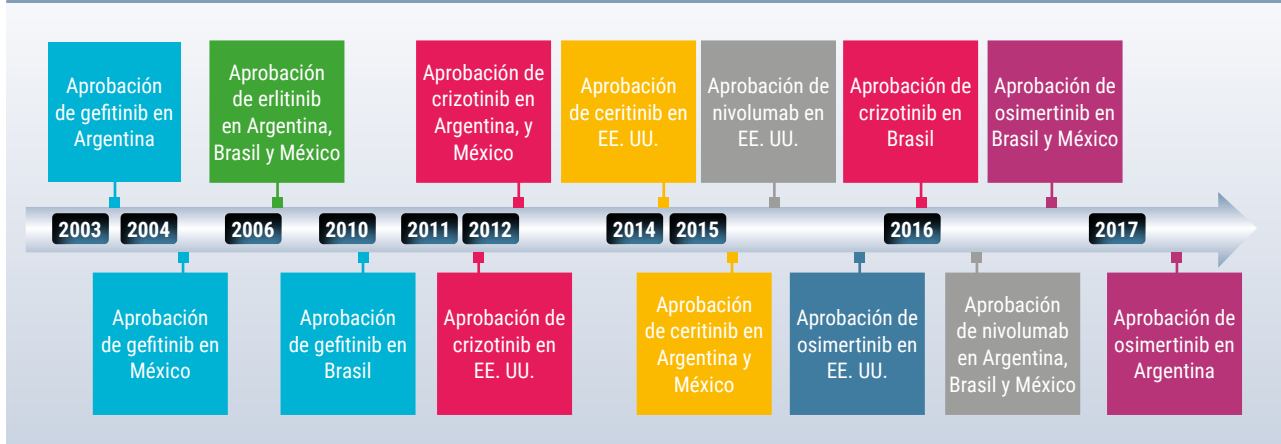 Aprobación
de gefitinib en
Argentina
Aprobación
de erlitinib
en Argentina,
Brasil y México
Aprobación de
crizotinib en
Argentina, y
México
Aprobación
de ceritinib en
EE. UU.
Aprobación de
nivolumab en
EE. UU.
Aprobación de
crizotinib en
Brasil
Aprobación de
osimertinib en
Brasil y México
2003 2004 2006 2010 2011 2012 2014 2015 2016 2017
Aprobación
de gefitinib en
México
Aprobación
de gefitinib en
Brasil
Aprobación de
crizotinib en
EE. UU.
Aprobación
de ceritinib en
Argentina y
México
Aprobación de
osimertinib en
EE. UU.
Aprobación
de nivolumab
en Argentina,
Brasil y México
Aprobación de
osimertinib en
Argentina